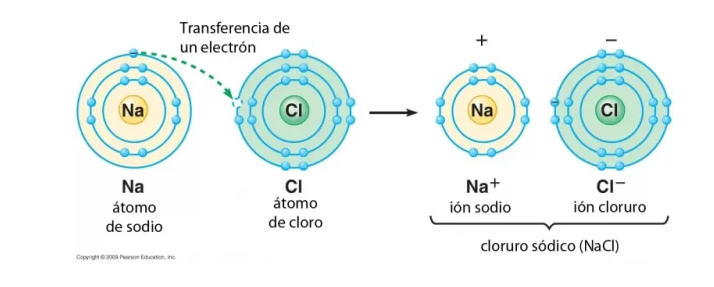 Transferencia de
un electrón
+
−
Na
Cl
Na
Cl
Na
átomo
de sodio
Cl
átomo
de cloro
Na+
ión sodio
Cl−
ión cloruro
cloruro sódico (NaCl)
Copyright © 2009 Pearson Education, Inc.